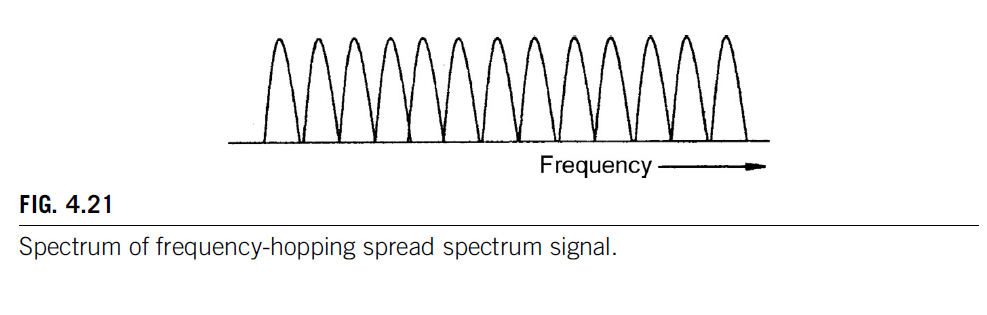 Frequency
FIG. 4.21
Spectrum of frequency-hopping spread spectrum signal.